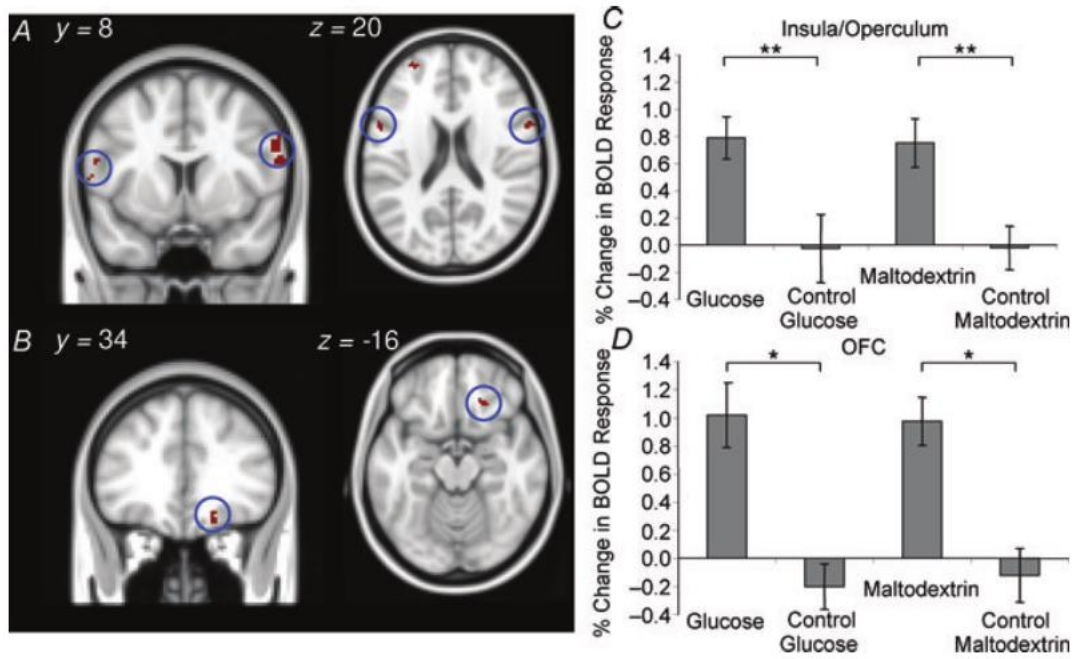 A y = 8 z = 20
B y = 34 z = -16
C
Insula/Operculum
% Change in BOLD Response
1.4
1.2
1.0
0.8
0.6
0.4
0.2
0.0
–0.2
–0.4
** **
Glucose
Control
Glucose
Maltodextrin
Control
Maltodextrin
D
OFC
% Change in BOLD Response
1.4
1.2
1.0
0.8
0.6
0.4
0.2
0.0
–0.2
–0.4
* *
Glucose
Control
Glucose
Maltodextrin
Control
Maltodextrin